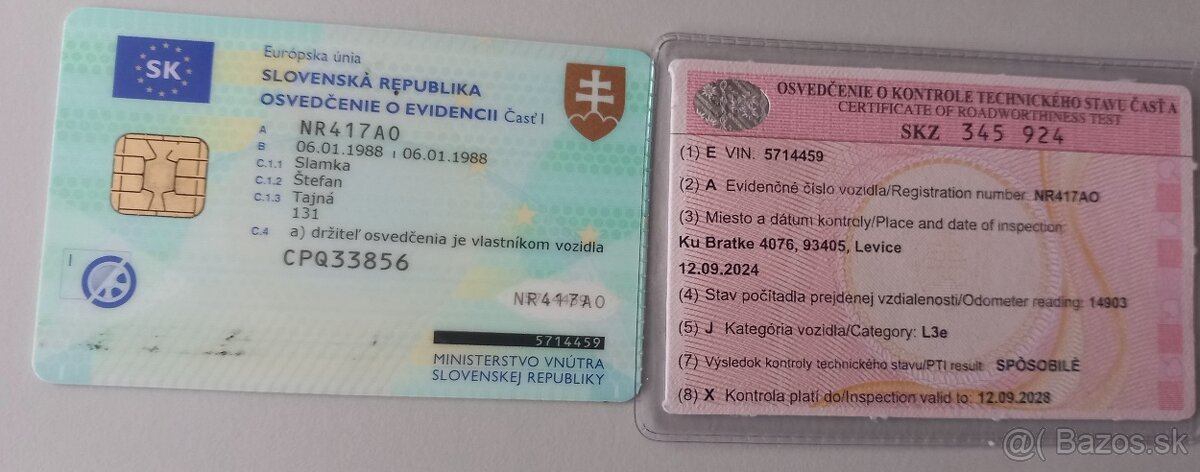 SK
Európska únia
SLOVENSKÁ REPUBLIKA
OSVEDČENIE O EVIDENCII Časť I
A NR417AO
B 06.01.1988 I 06.01.1988
C.1.1 Slamka
C.1.2 Štefan
C.1.3 Tajná
131
C.4 a) držiteľ osvedčenia je vlastníkom vozidla
CPQ33856
I
NR417AO
5714459
MINISTERSTVO VNÚTRA
SLOVENSKEJ REPUBLIKY
OSVEDČENIE O KONTROLE TECHNICKÉHO STAVU ČASŤ A
CERTIFICATE OF ROADWORTHINESS TEST
SKZ 345 924
(1) E VIN. 5714459
(2) A Evidenčné číslo vozidla/Registration number NR417AO
(3) Miesto a dátum kontroly/Place and date of inspection:
Ku Bratke 4076, 93405, Levice
12.09.2024
(4) Stav počítadla prejdenej vzdialenosti/Odometer reading: 14903
(5) J Kategória vozidla/Category: L3e
(7) Výsledok kontroly technického stavu/PTI result SPÔSOBILÉ
(8) X Kontrola platí do/Inspection valid to: 12.09.2028
@( Bazos.sk